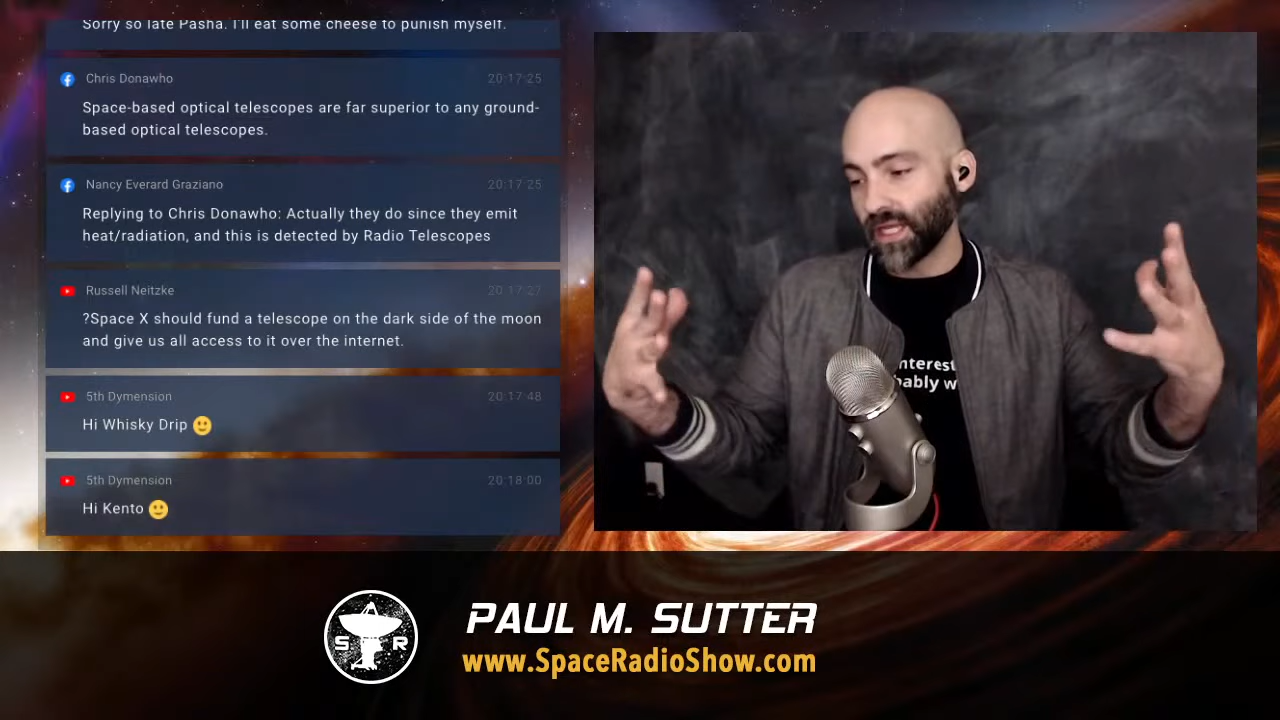 Sorry so late Pasha. I'll eat some cheese to punish myself.
Chris Donawho 20:17:25
Space-based optical telescopes are far superior to any ground-
based optical telescopes.
Nancy Everard Graziano 20:17:25
Replying to Chris Donawho: Actually they do since they emit
heat/radiation, and this is detected by Radio Telescopes
Russell Neitzke 20:17:27
?Space X should fund a telescope on the dark side of the moon
and give us all access to it over the internet.
5th Dymension 20:17:48
Hi Whisky Drip 🙂
5th Dymension 20:18:00
Hi Kento 🙂
S R
PAUL M. SUTTER
www.SpaceRadioShow.com